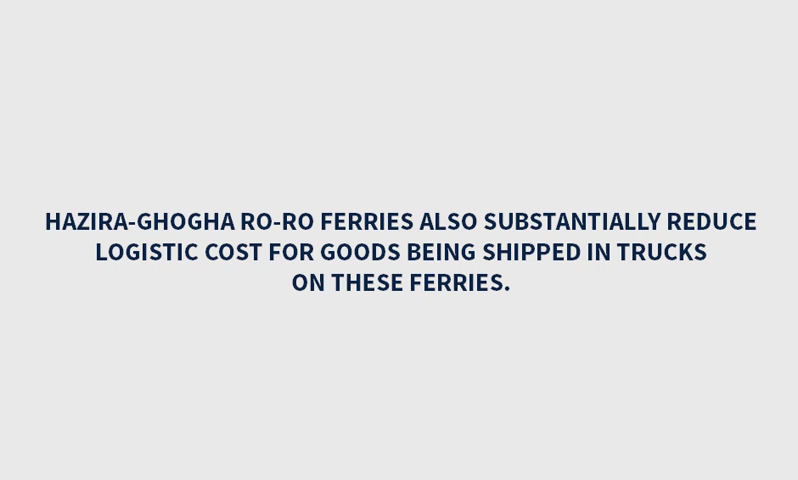 HAZIRA-GHOGHA RO-RO FERRIES ALSO SUBSTANTIALLY REDUCE
LOGISTIC COST FOR GOODS BEING SHIPPED IN TRUCKS
ON THESE FERRIES.